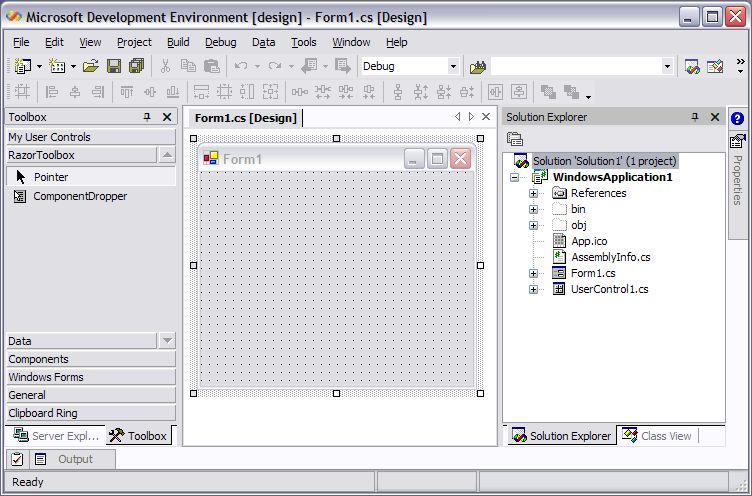 Microsoft Development Environment [design] - Form1.cs [Design]
File Edit View Project Build Debug Data Tools Window Help
Debug
Toolbox
My User Controls
RazorToolbox
Pointer
ComponentDropper
Data
Components
Windows Forms
General
Clipboard Ring
Server Expl... Toolbox
Form1.cs [Design]
Form1
Solution Explorer
Solution 'Solution1' (1 project)
WindowsApplication1
References
bin
obj
App.ico
AssemblyInfo.cs
Form1.cs
UserControl1.cs
Solution Explorer Class View
Properties
Output
Ready